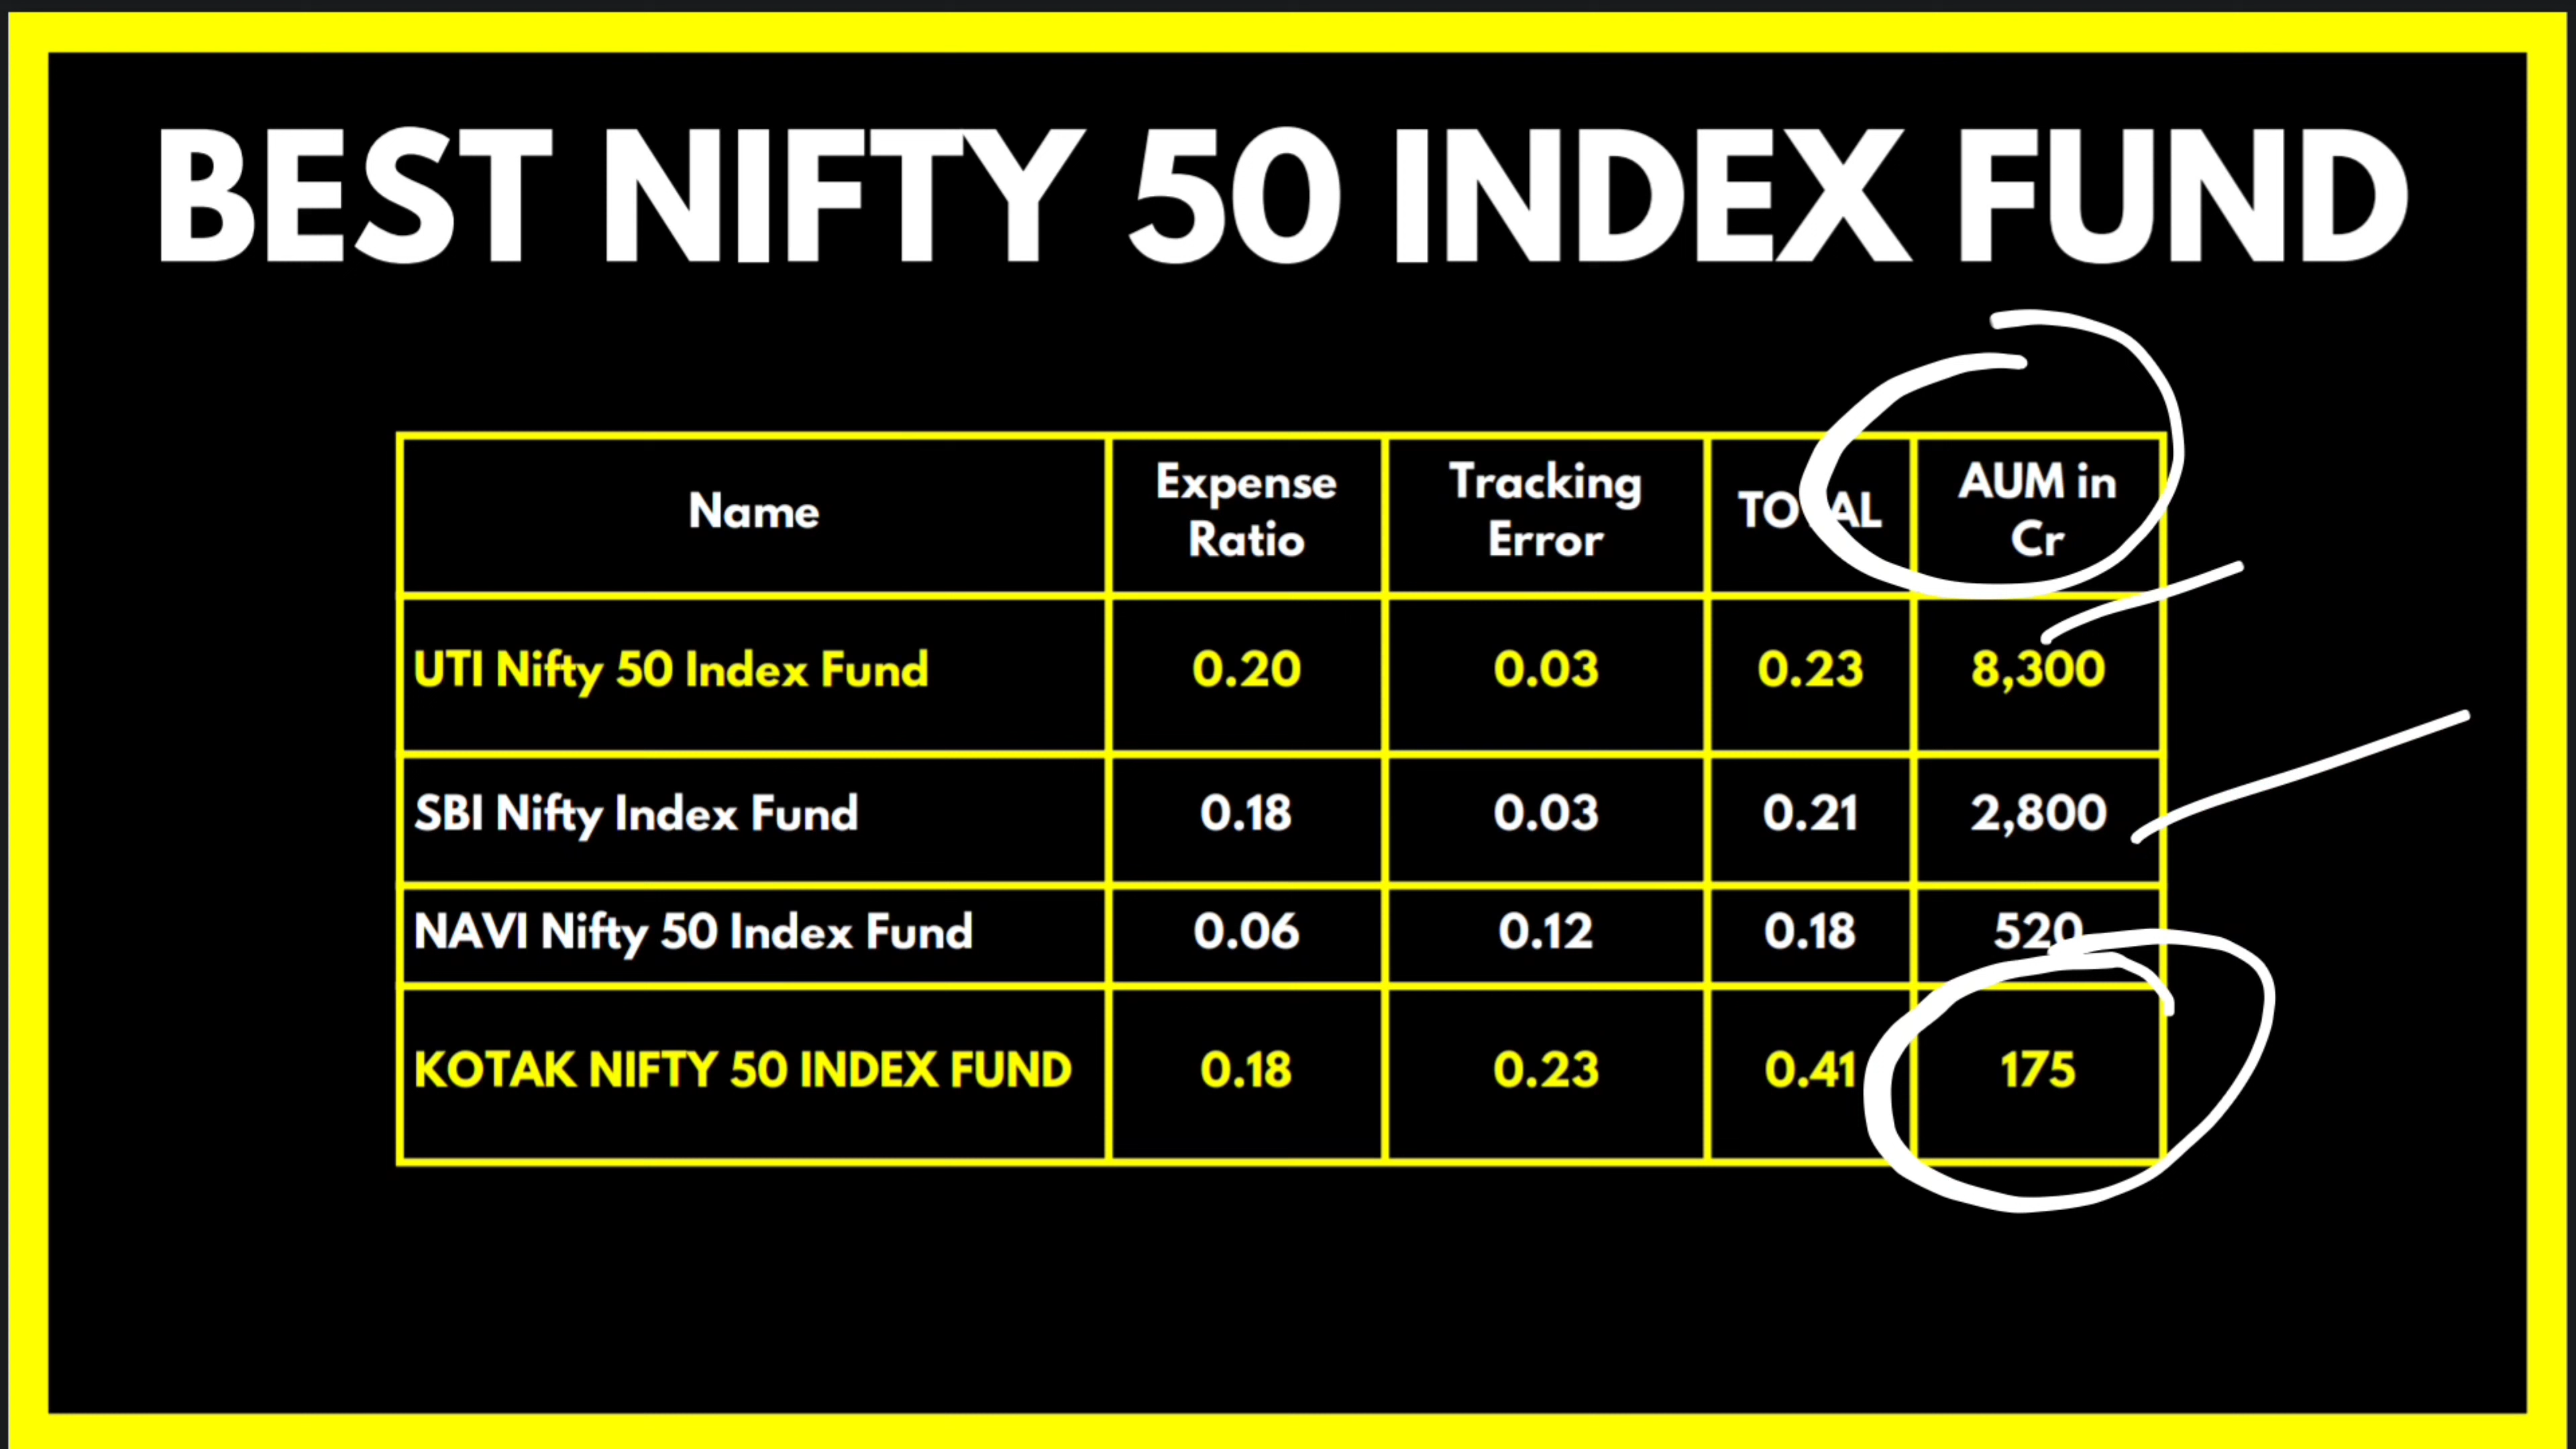 BEST NIFTY 50 INDEX FUND
Name Expense Ratio Tracking Error TOTAL AUM in Cr
UTI Nifty 50 Index Fund 0.20 0.03 0.23 8,300
SBI Nifty Index Fund 0.18 0.03 0.21 2,800
NAVI Nifty 50 Index Fund 0.06 0.12 0.18 520
KOTAK NIFTY 50 INDEX FUND 0.18 0.23 0.41 175